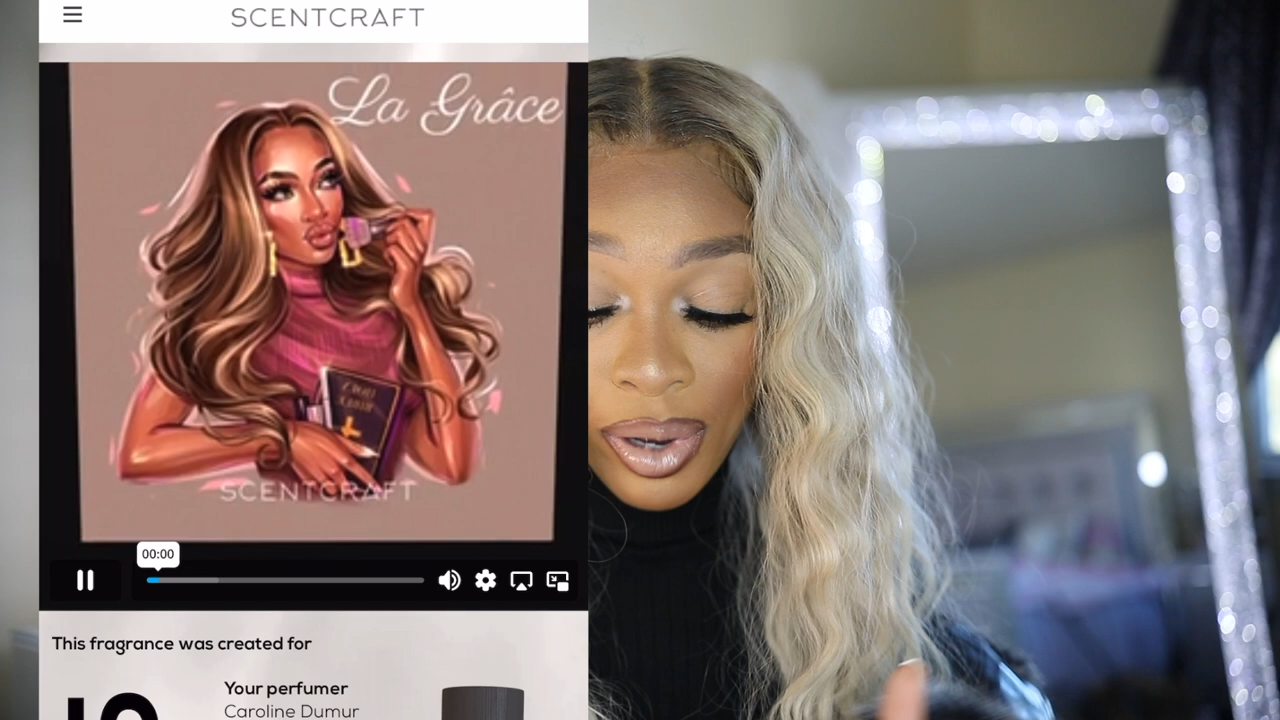 SCENTCRAFT
La Grâce
SCENTCRAFT
00:00
This fragrance was created for
Your perfumer
Caroline Dumur